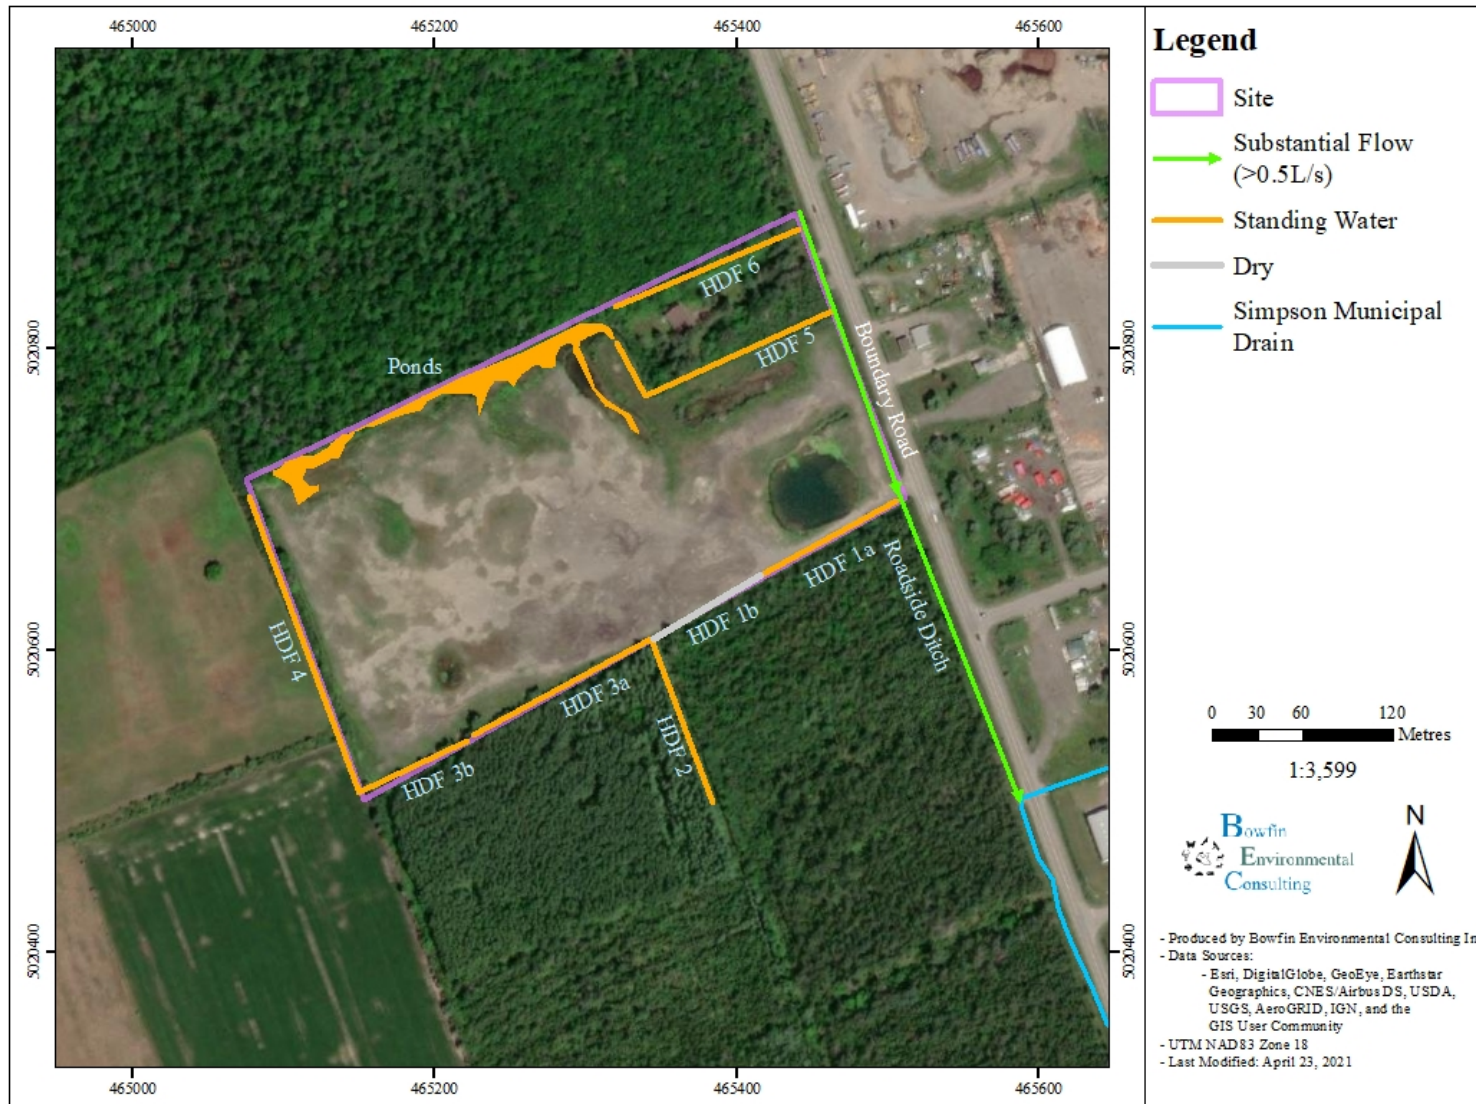 465000
465200
465400
465600
5020800
5020600
5020400
5020800
5020600
5020400
465000
465200
465400
465600
HDF 6
HDF 5
Ponds
Boundary Road
HDF 1a
HDF 1b
Roadside Ditch
HDF 4
HDF 3a
HDF 2
HDF 3b
Legend
Site
Substantial Flow
(>0.5L/s)
Standing Water
Dry
Simpson Municipal
Drain
0 30 60 120
Metres
1:3,599
Bowfin
Environmental
Consulting
N
- Produced by Bowfin Environmental Consulting In
- Data Sources:
- Esri, DigitalGlobe, GeoEye, Earthstar
Geographics, CNES/Airbus DS, USDA,
USGS, AeroGRID, IGN, and the
GIS User Community
- UTM NAD83 Zone 18
- Last Modified: April 23, 2021